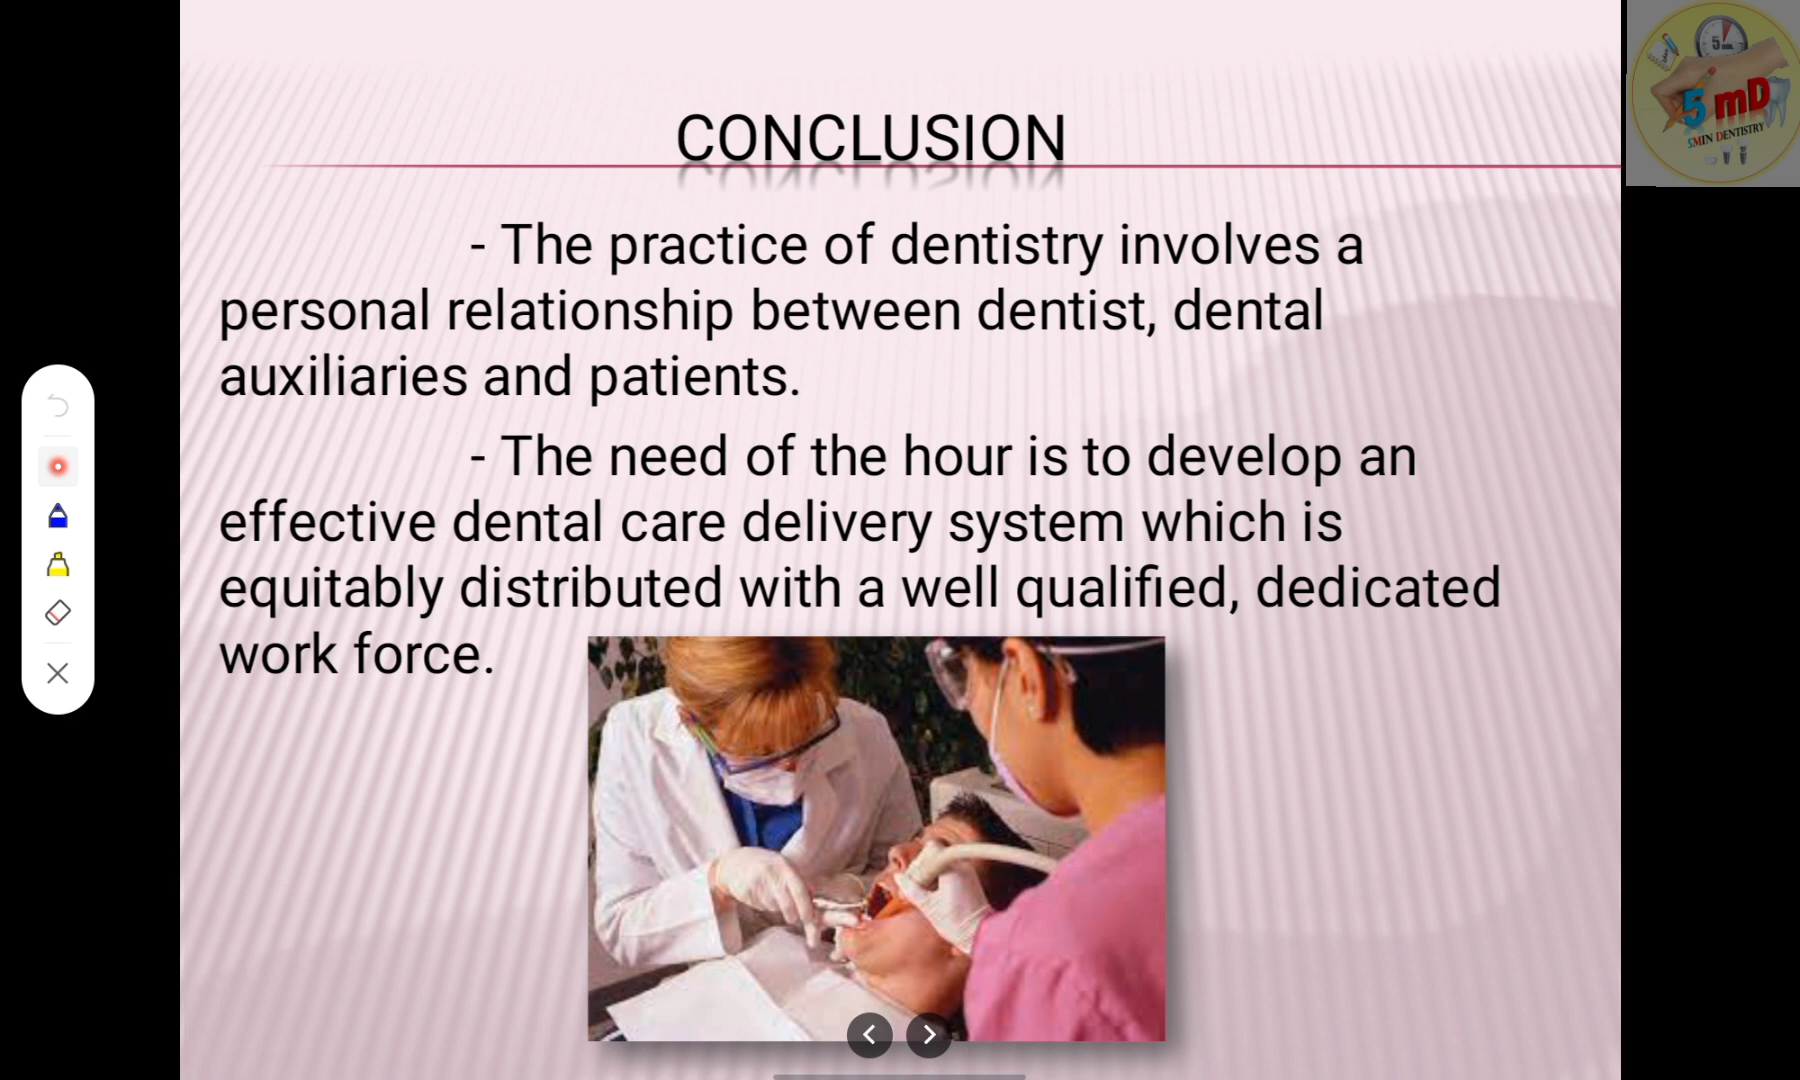 CONCLUSION
- The practice of dentistry involves a
personal relationship between dentist, dental
auxiliaries and patients.
- The need of the hour is to develop an
effective dental care delivery system which is
equitably distributed with a well qualified, dedicated
work force.
5
min.
5 mD
5MIN DENTISTRY